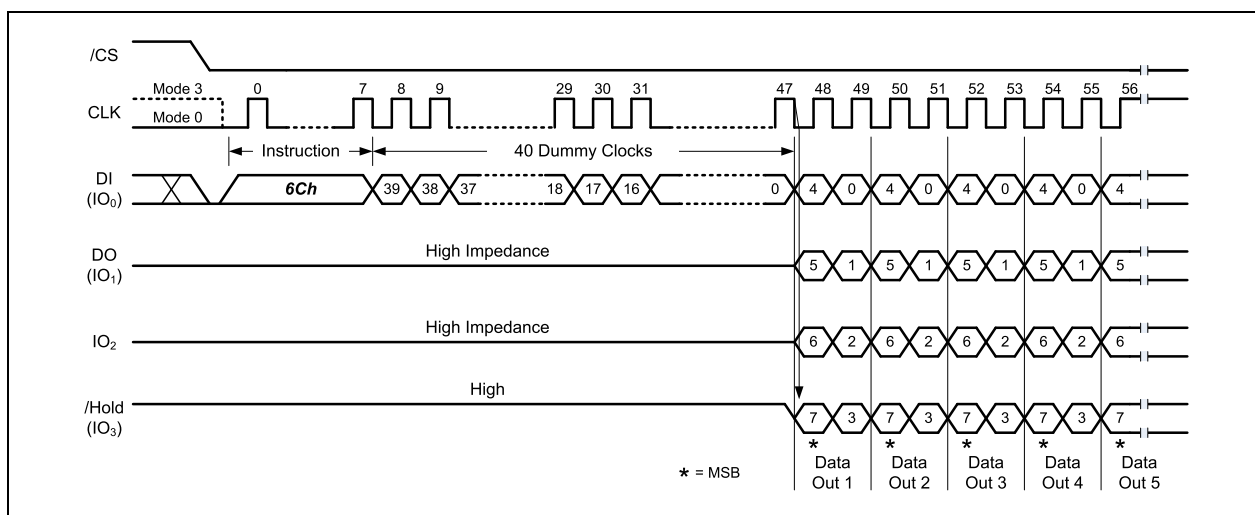 /CS
Mode 3 0 7 8 9 29 30 31 47 48 49 50 51 52 53 54 55 56
CLK
Mode 0
Instruction 40 Dummy Clocks
DI
(IO₀)
6Ch 39 38 37 18 17 16 0 4 0 4 0 4 0 4 0 4
High Impedance
DO
(IO₁)
5 1 5 1 5 1 5 1 5
High Impedance
IO₂ 6 2 6 2 6 2 6 2 6
High
/Hold
(IO₃)
7 3 7 3 7 3 7 3 7
* * * * *
* = MSB
Data Data Data Data Data
Out 1 Out 2 Out 3 Out 4 Out 5